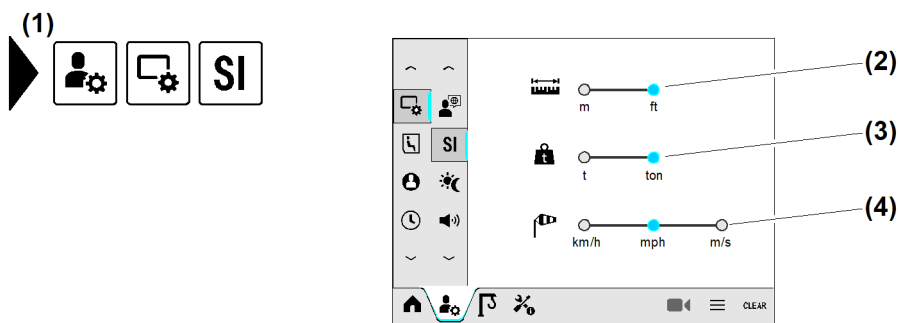 (1)
SI
(2)
m ft
SI
(3)
t
t ton
(4)
km/h mph m/s
CLEAR